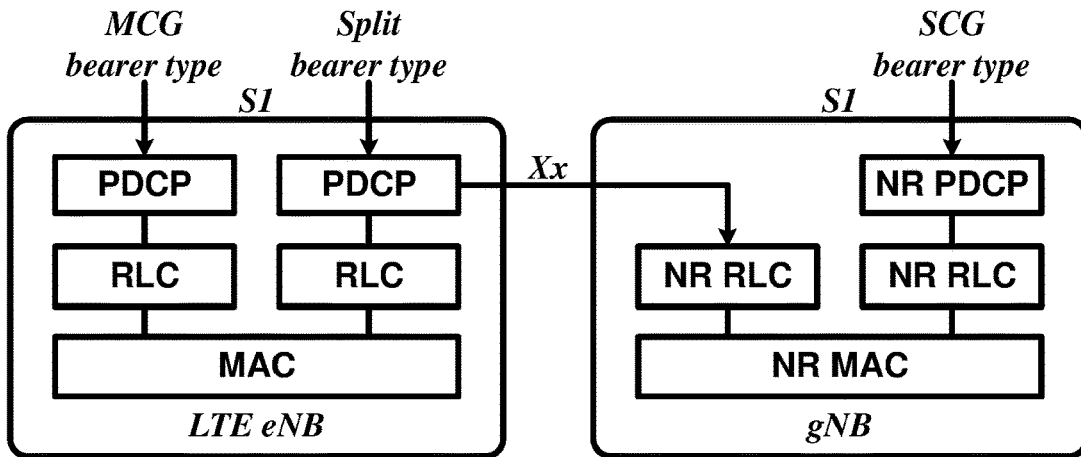 MCG
bearer type
Split
bearer type
SCG
bearer type
S1
S1
PDCP
PDCP
Xx
NR PDCP
RLC
RLC
NR RLC
NR RLC
MAC
NR MAC
LTE eNB
gNB